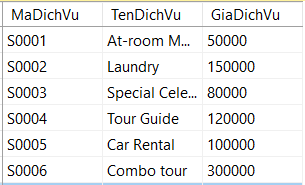 MaDichVu TenDichVu GiaDichVu
S0001 At-room M... 50000
S0002 Laundry 150000
S0003 Special Cele... 80000
S0004 Tour Guide 120000
S0005 Car Rental 100000
S0006 Combo tour 300000